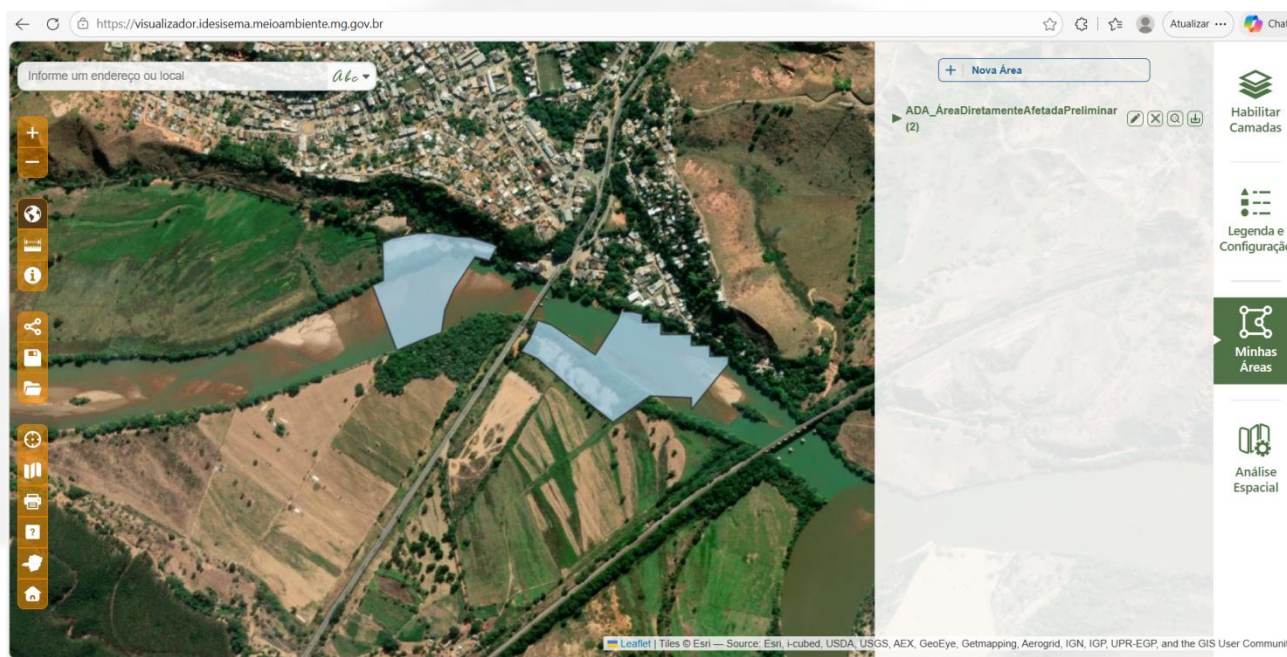 https://visualizador.idesisema.meioambiente.mg.gov.br
Atualizar
Chat
Informe um endereço ou local
Abc
+ Nova Área
ADA_ÁreaDiretamenteAfetadaPreliminar
(2)
Habilitar
Camadas
Legenda e
Configuração
Minhas
Áreas
Análise
Espacial
Leaflet | Tiles © Esri — Source: Esri, i-cubed, USDA, USGS, AEX, GeoEye, Getmapping, Aerogrid, IGN, IGP, UPR-EGP, and the GIS User Communit